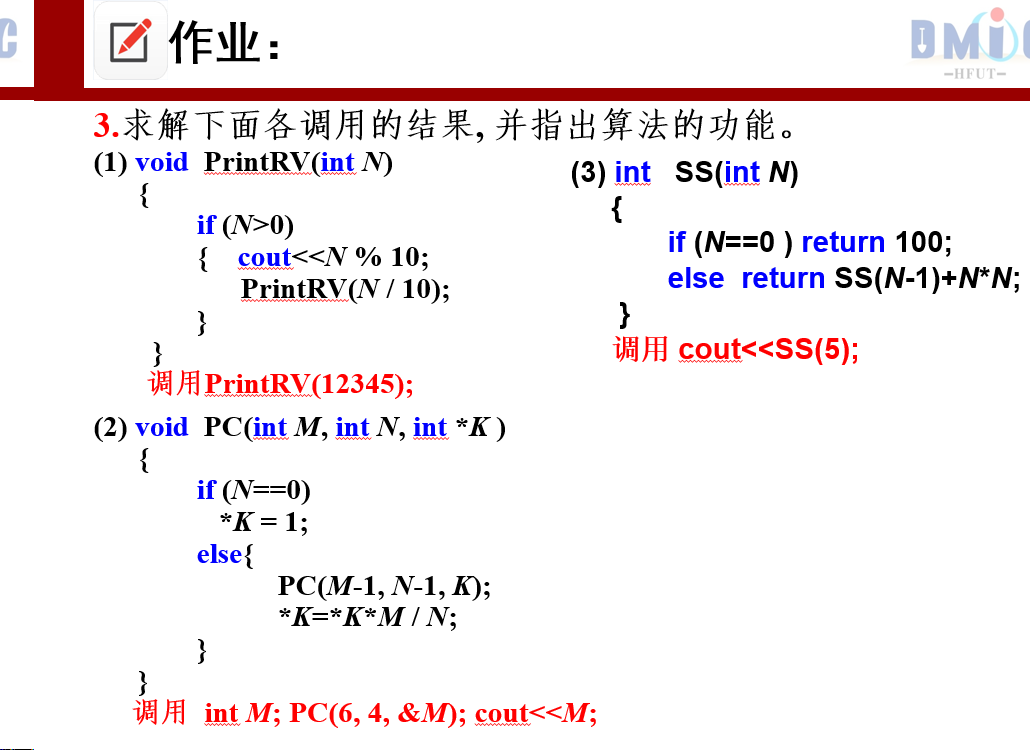 作业：
DMiC
-HFUT-
3.求解下面各调用的结果, 并指出算法的功能。
(1) void PrintRV(int N)
{
if (N>0)
{ cout<<N % 10;
PrintRV(N / 10);
}
}
调用PrintRV(12345);
(2) void PC(int M, int N, int *K )
{
if (N==0)
*K = 1;
else{
PC(M-1, N-1, K);
*K=*K*M / N;
}
}
调用 int M; PC(6, 4, &M); cout<<M;
(3) int SS(int N)
{
if (N==0 ) return 100;
else return SS(N-1)+N*N;
}
调用 cout<<SS(5);